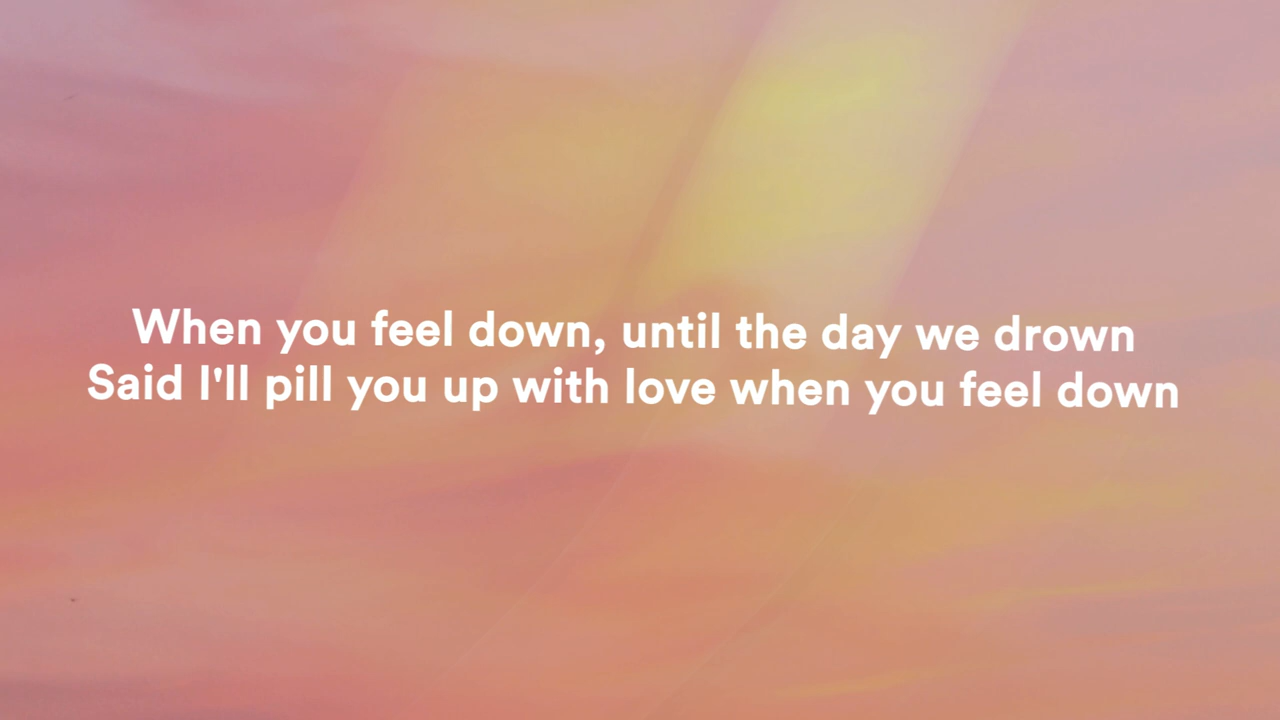 When you feel down, until the day we drown
Said I'll pill you up with love when you feel down